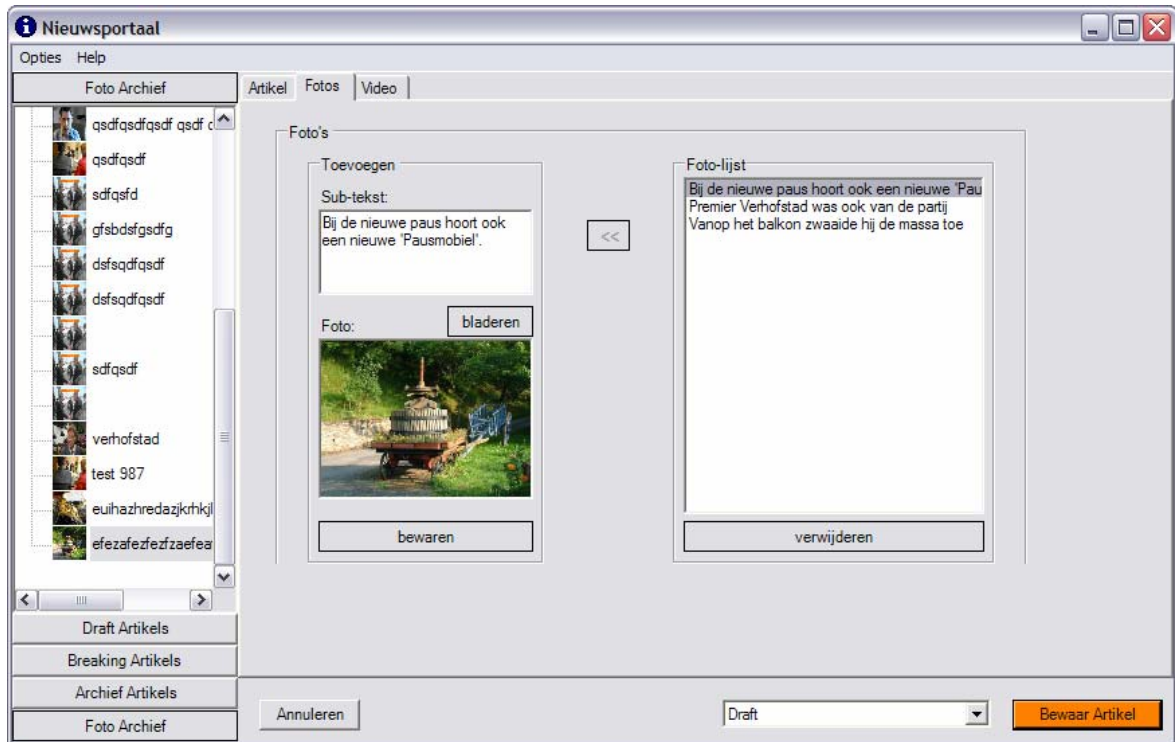 Nieuwsportaal
Opties Help
Foto Archief
qsdfqsdfqsdf qsdf
qsdfqsdf
sdfqsfd
gfsbdsfgsdfg
dsfsqdfqsdf
dsfsqdfqsdf
sdfqsdf
verhofstad
test 987
euihazhredazjkrhkjl
efezafezfezfzaefea
Draft Artikels
Breaking Artikels
Archief Artikels
Foto Archief
Artikel Fotos Video
Foto's
Toevoegen
Sub-tekst:
Bij de nieuwe paus hoort ook
een nieuwe 'Pausmobiel'.
Foto: bladeren
bewaren
<<
Foto-lijst
Bij de nieuwe paus hoort ook een nieuwe 'Pau
Premier Verhofstad was ook van de partij
Vanop het balkon zwaaide hij de massa toe
verwijderen
Annuleren
Draft
Bewaar Artikel